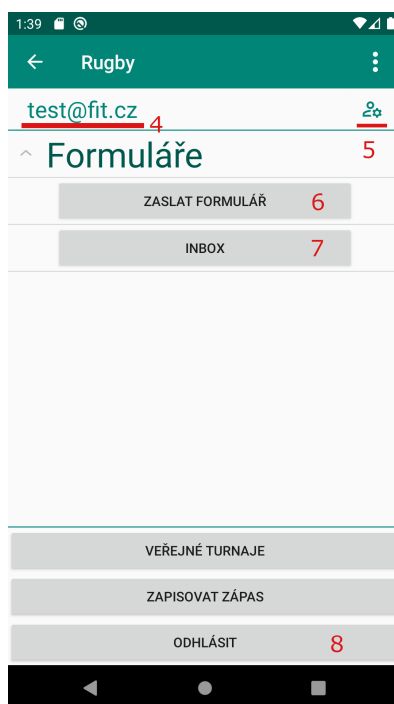 1:39
Rugby
test@fit.cz 4
Formuláře 5
ZASLAT FORMULÁŘ 6
INBOX 7
VEŘEJNÉ TURNAJE
ZAPISOVAT ZÁPAS
ODHLÁSIT 8